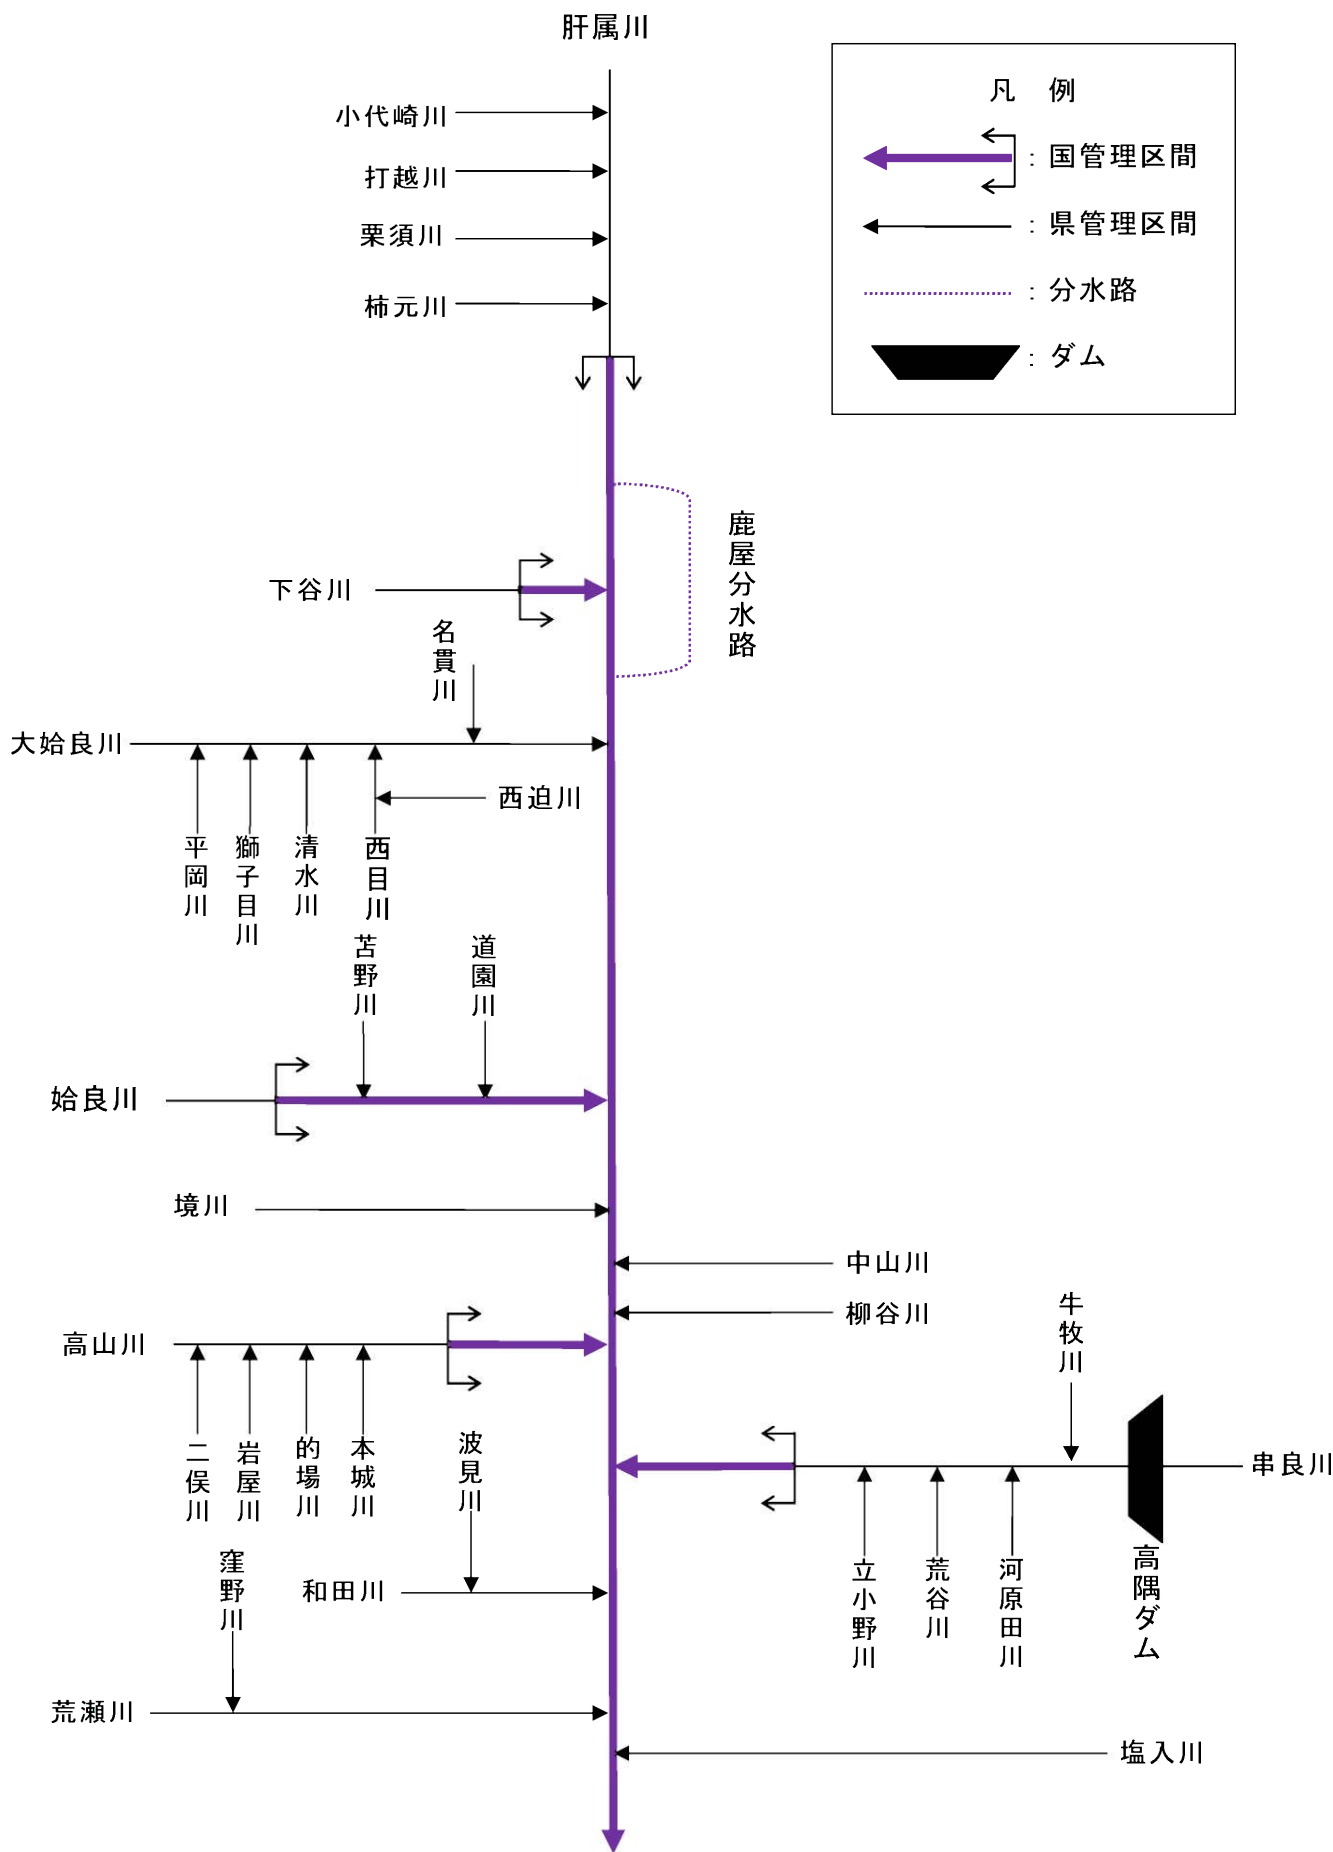 肝属川
凡 例
：国管理区間
：県管理区間
：分水路
：ダム
小代崎川
打越川
栗須川
柿元川
鹿屋分水路
下谷川
名貫川
大姶良川
西迫川
平岡川
獅子目川
清水川
西目川
苫野川
道園川
姶良川
境川
中山川
柳谷川
牛牧川
高山川
二俣川
岩屋川
的場川
本城川
波見川
串良川
立小野川
荒谷川
河原田川
高隅ダム
窪野川
和田川
荒瀬川
塩入川